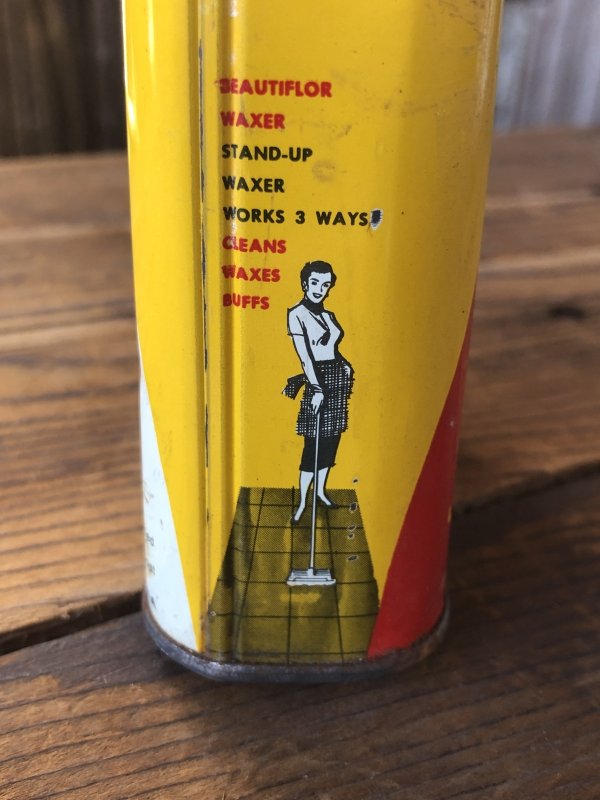 BEAUTIFLOR
WAXER
STAND-UP
WAXER
WORKS 3 WAYS
CLEANS
WAXES
BUFFS